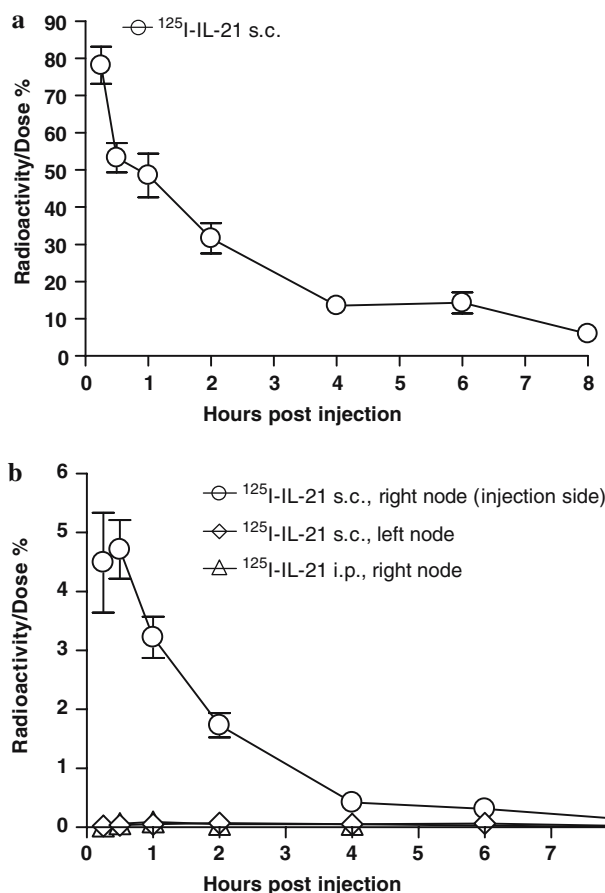 a
125I-IL-21 s.c.
Radioactivity/Dose %
90
80
70
60
50
40
30
20
10
0
0 1 2 3 4 5 6 7 8
Hours post injection
b
125I-IL-21 s.c., right node (injection side)
125I-IL-21 s.c., left node
125I-IL-21 i.p., right node
Radioactivity/Dose %
6
5
4
3
2
1
0
0 1 2 3 4 5 6 7
Hours post injection